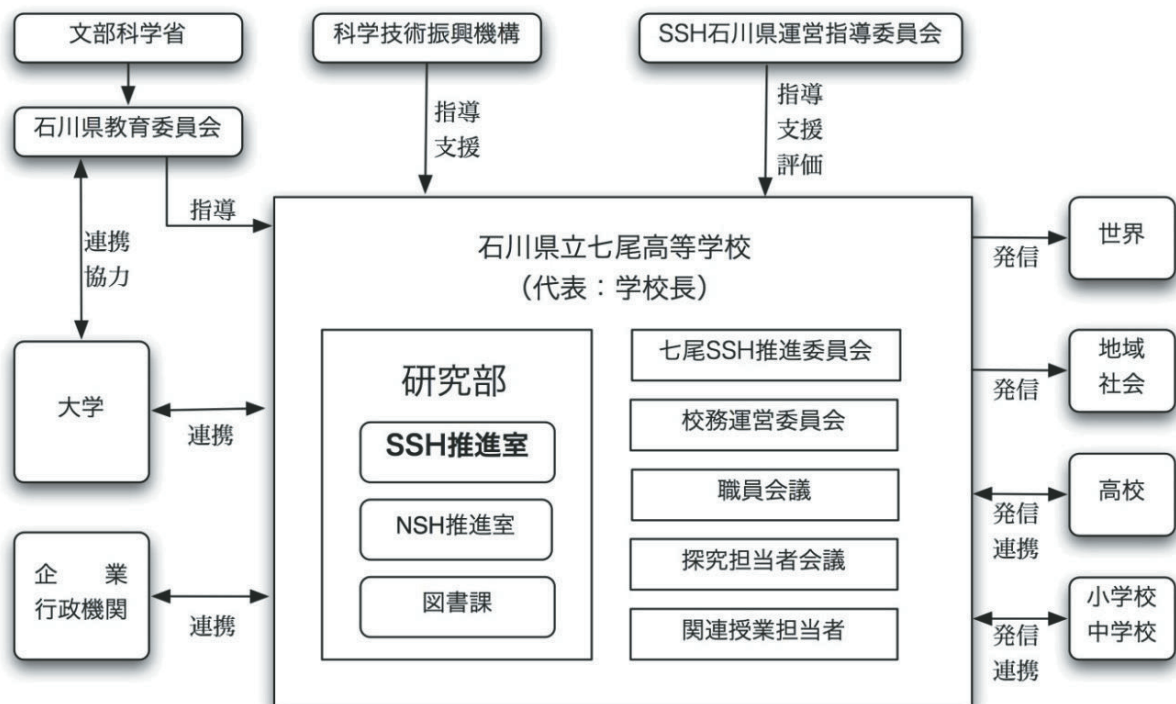 文部科学省
科学技術振興機構
SSH石川県運営指導委員会
石川県教育委員会
指導
支援
指導
支援
評価
指導
連携
協力
石川県立七尾高等学校
(代表:学校長)
発信
世界
大学
連携
研究部
SSH推進室
NSH推進室
図書課
七尾SSH推進委員会
校務運営委員会
職員会議
探究担当者会議
関連授業担当者
発信
地域
社会
発信
連携
高校
企 業
行政機関
連携
発信
連携
小学校
中学校